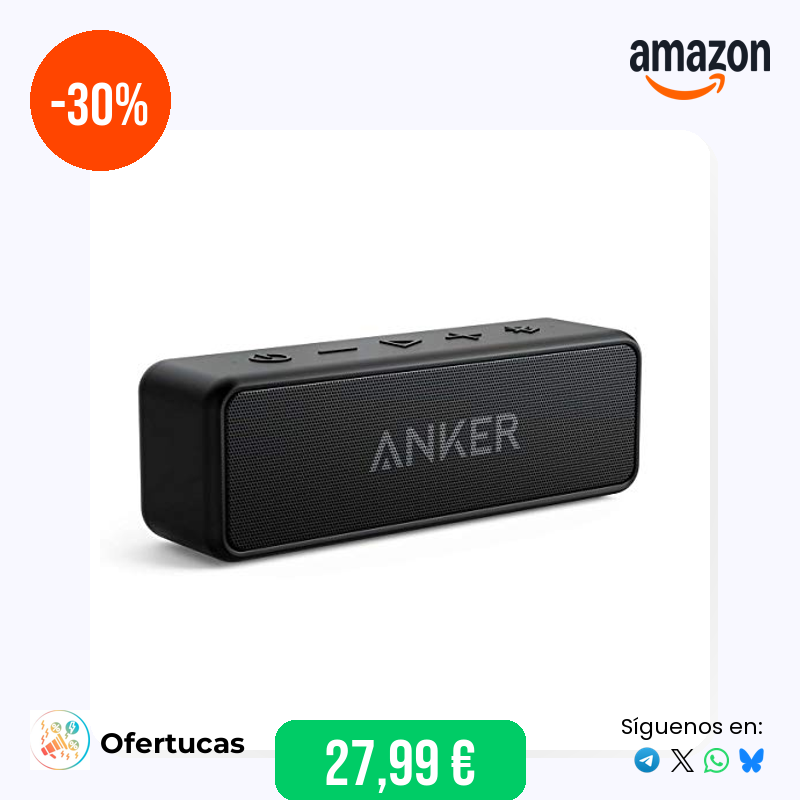 -30%
amazon
ANKER
Ofertucas
27,99 €
Síguenos en: